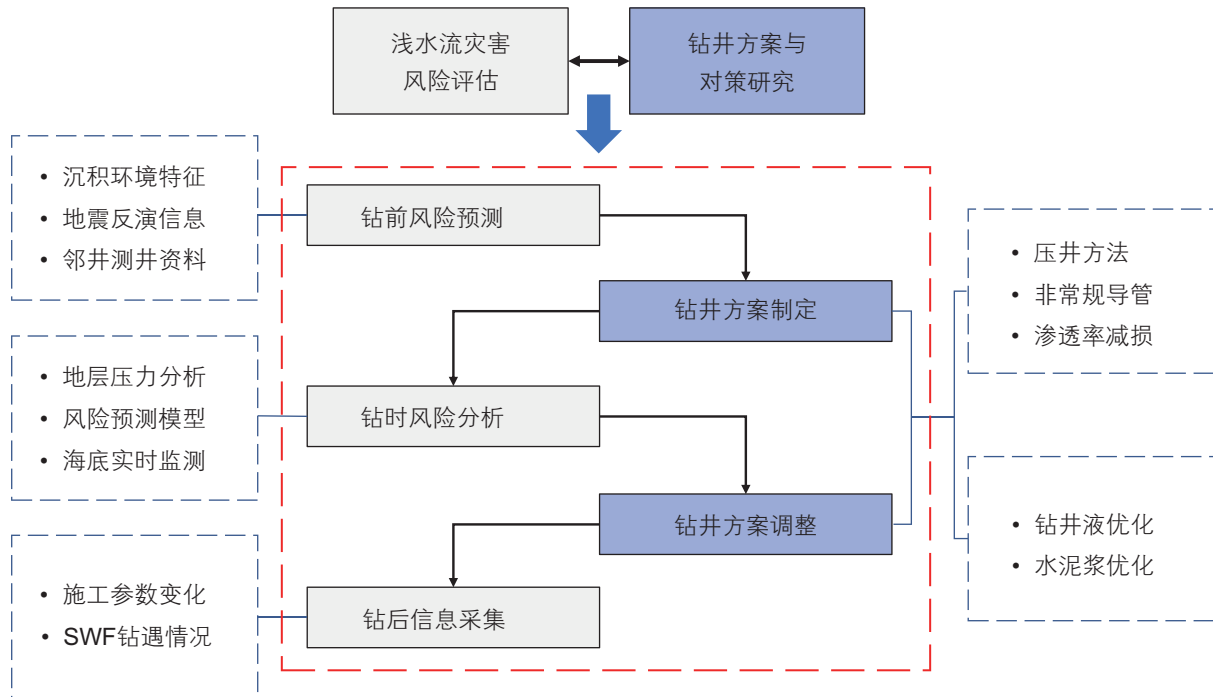 浅水流灾害
风险评估
钻井方案与
对策研究
• 沉积环境特征
• 地震反演信息
• 邻井测井资料
钻前风险预测
• 压井方法
• 非常规导管
• 渗透率减损
钻井方案制定
• 地层压力分析
• 风险预测模型
• 海底实时监测
钻时风险分析
钻井方案调整
• 钻井液优化
• 水泥浆优化
• 施工参数变化
• SWF钻遇情况
钻后信息采集